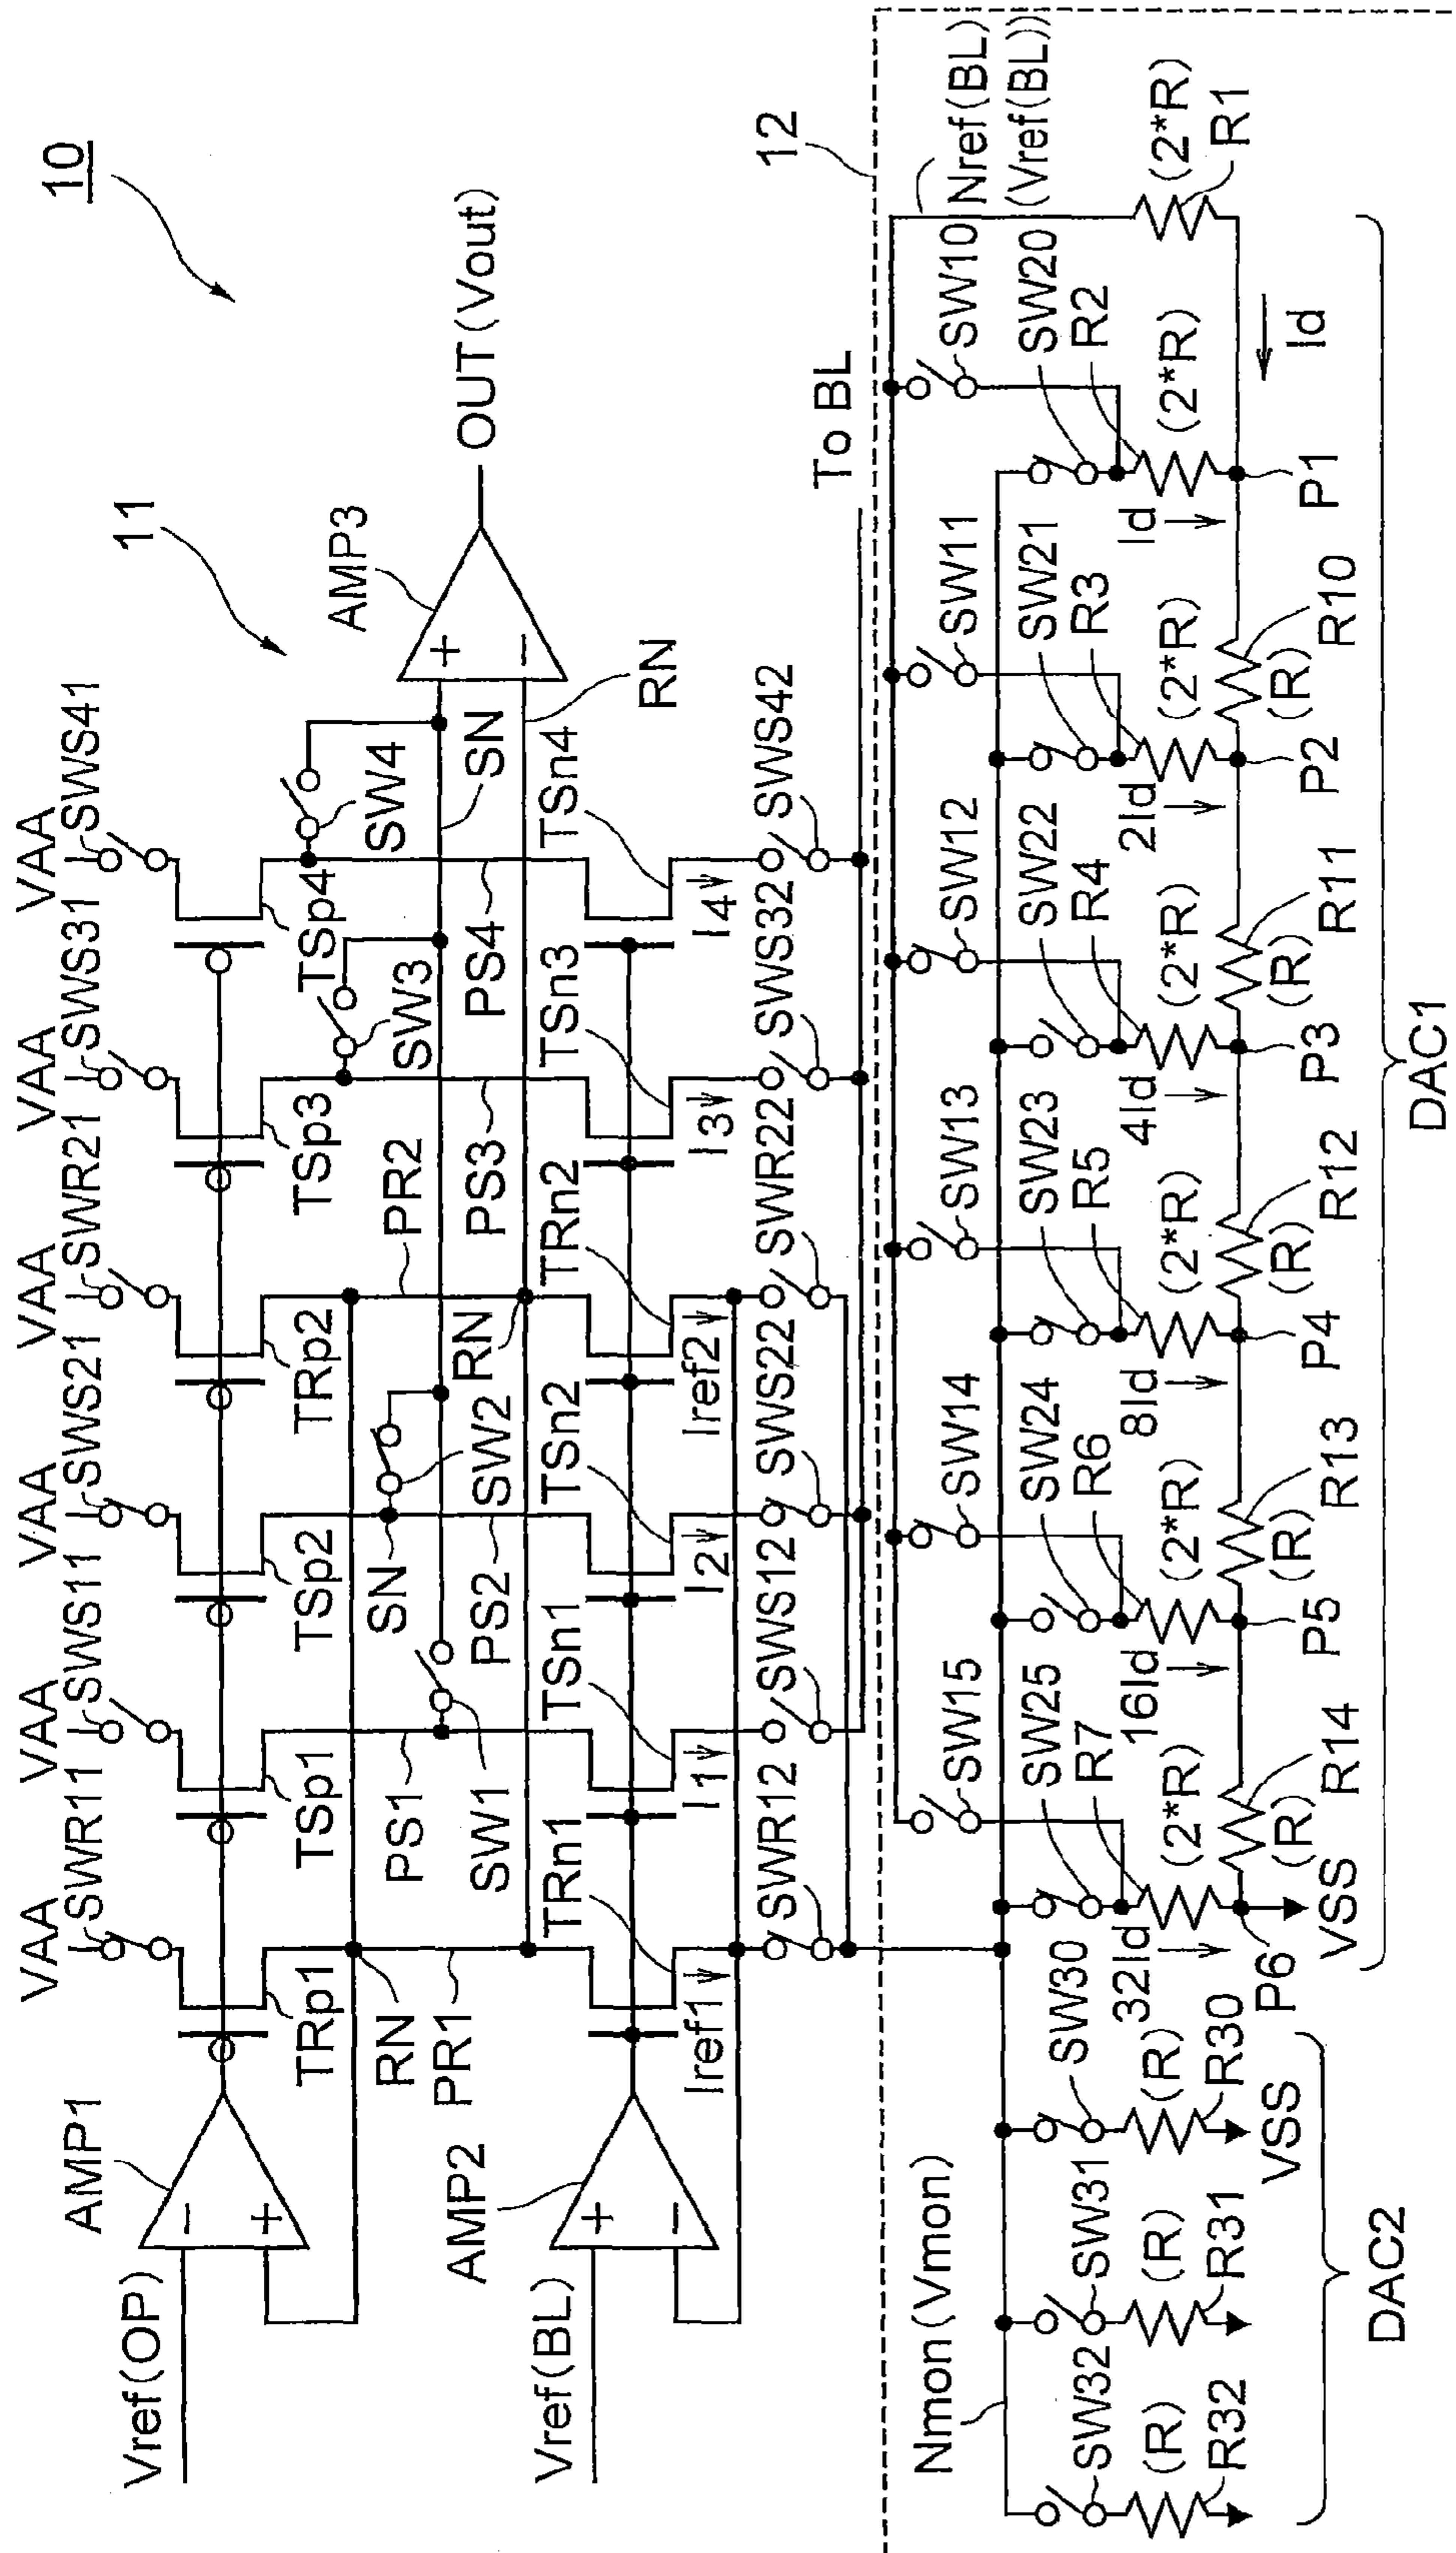 10
11
VAA
VAA
VAA
VAA
VAA
VAA
SWR11
SWS11
SWS21
SWR21
SWS31
SWS41
AMP1
Vref(OP)
−
+
TRp1
TSp1
TSp2
TRp2
TSp3
TSp4
AMP3
+
−
OUT(Vout)
RN
PR1
PS1
SN
PR2
SW3
SW4
SW1
PS2
SW2
RN
PS3
PS4
SN
RN
AMP2
Vref(BL)
+
−
TRn1
TSn1
TSn2
TRn2
TSn3
TSn4
Iref1
I1
I2
Iref2
I3
I4
SWR12
SWS12
SWS22
SWR22
SWS32
SWS42
To BL
12
Nmon(Vmon)
SW15
SW14
SW13
SW12
SW11
SW10
Nref(BL)
(Vref(BL))
SW32
SW31
SW30
SW25
SW24
SW23
SW22
SW21
SW20
R7
R6
R5
R4
R3
R2
32Id
16Id
8Id
4Id
2Id
Id
(R)
(R)
(R)
(2*R)
(2*R)
(2*R)
(2*R)
(2*R)
(2*R)
(2*R)
R32
R31
R30
R1
VSS
P6
(R)
(R)
(R)
(R)
(R)
Id
VSS
R14
P5
R13
P4
R12
P3
R11
P2
R10
P1
DAC2
DAC1